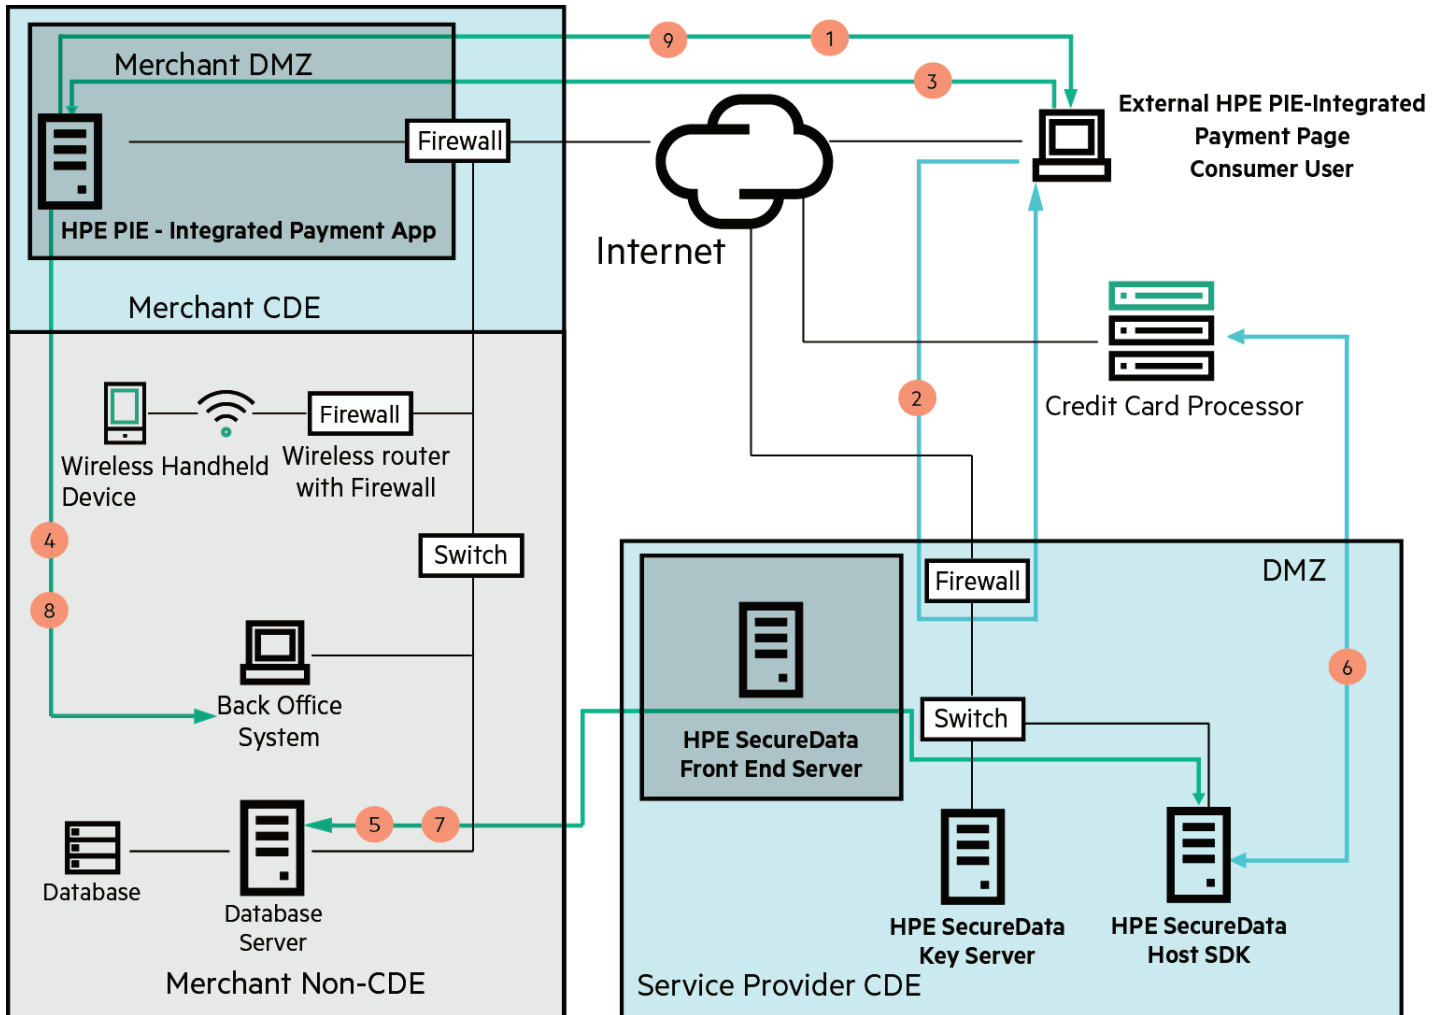 9
1
Merchant DMZ
3
External HPE PIE-Integrated
Payment Page
Consumer User
Firewall
HPE PIE - Integrated Payment App
Internet
Merchant CDE
2
Credit Card Processor
Firewall
Wireless Handheld
Device
Wireless router
with Firewall
4
Switch
DMZ
Firewall
8
6
Back Office
System
Switch
HPE SecureData
Front End Server
5
7
Database
Database
Server
HPE SecureData
Key Server
HPE SecureData
Host SDK
Merchant Non-CDE
Service Provider CDE